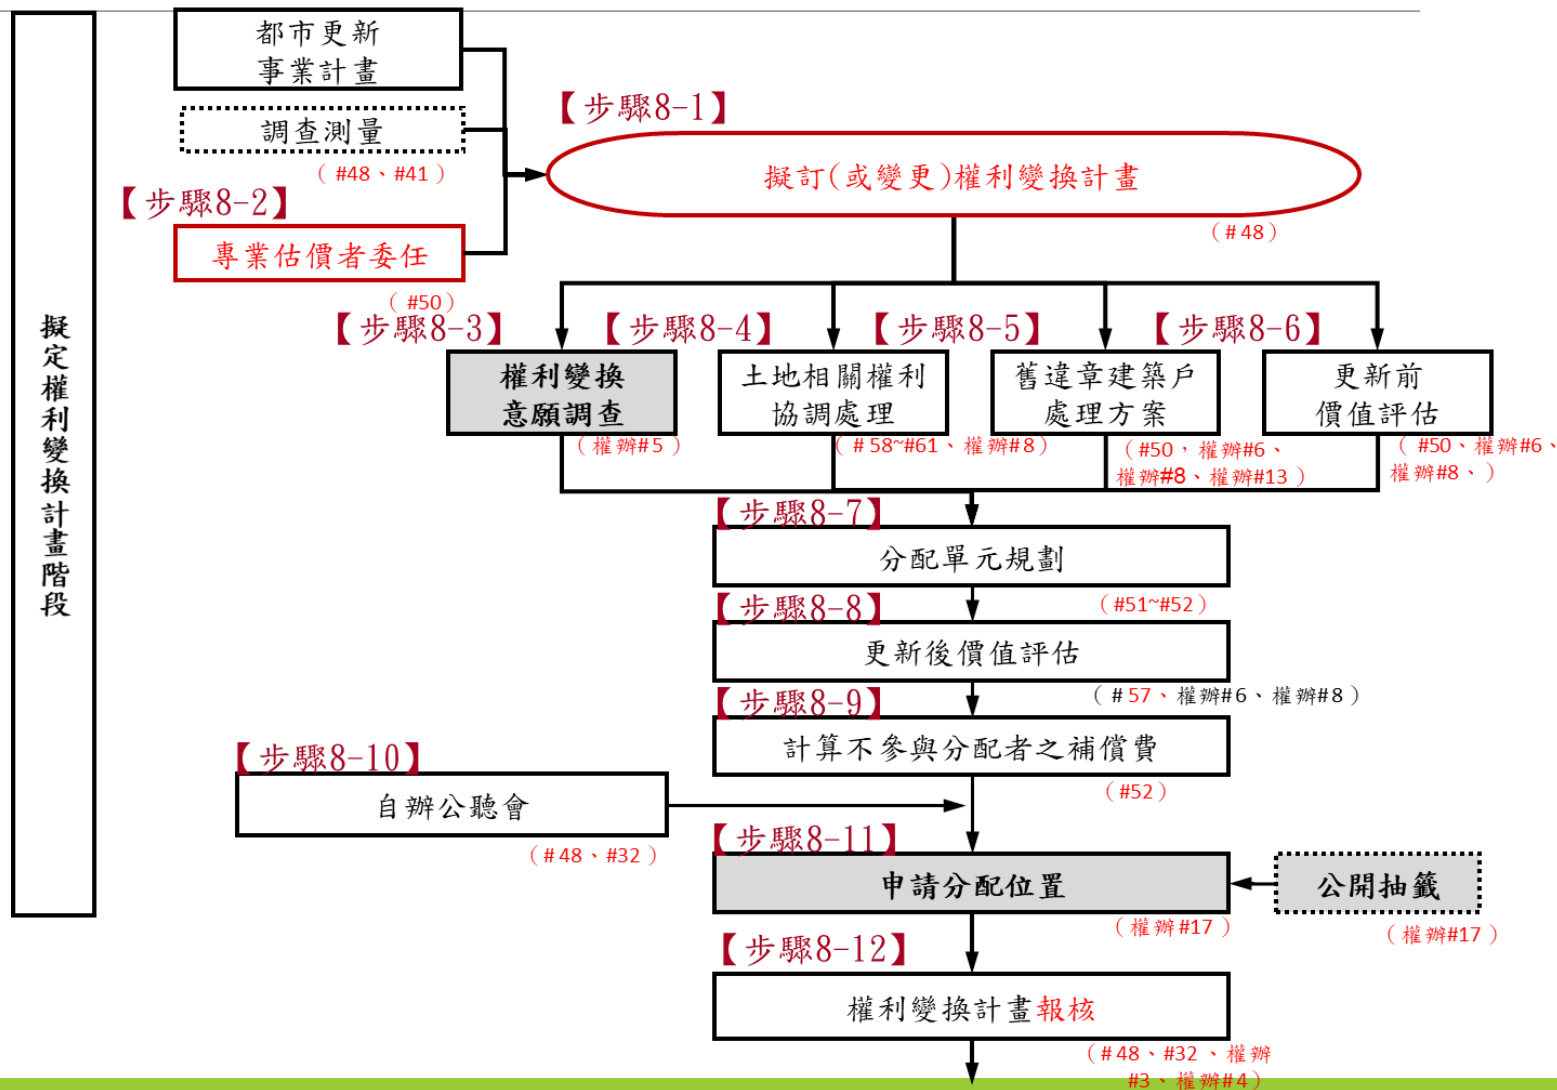 擬定權利變換計畫階段
都市更新
事業計畫
調查測量
（ #48、#41 ）
【步驟8-1】
擬訂(或變更)權利變換計畫
（ # 48 ）
【步驟8-2】
專業估價者委任
（ #50）
【步驟8-3】
權利變換
意願調查
（ 權辦#5 ）
【步驟8-4】
土地相關權利
協調處理
（ # 58~#61、權辦#8 ）
【步驟8-5】
舊違章建築戶
處理方案
（ #50，權辦#6、
權辦#8、權辦#13 ）
【步驟8-6】
更新前
價值評估
（ #50、權辦#6、
權辦#8、 ）
【步驟8-7】
分配單元規劃
（ #51~#52 ）
【步驟8-8】
更新後價值評估
（ # 57、權辦#6、權辦#8 ）
【步驟8-9】
計算不參與分配者之補償費
（ #52 ）
【步驟8-10】
自辦公聽會
（ # 48、#32 ）
【步驟8-11】
申請分配位置
（ 權辦#17 ）
公開抽籤
（ 權辦#17 ）
【步驟8-12】
權利變換計畫報核
（ # 48、#32 、權辦
#3、權辦#4 ）